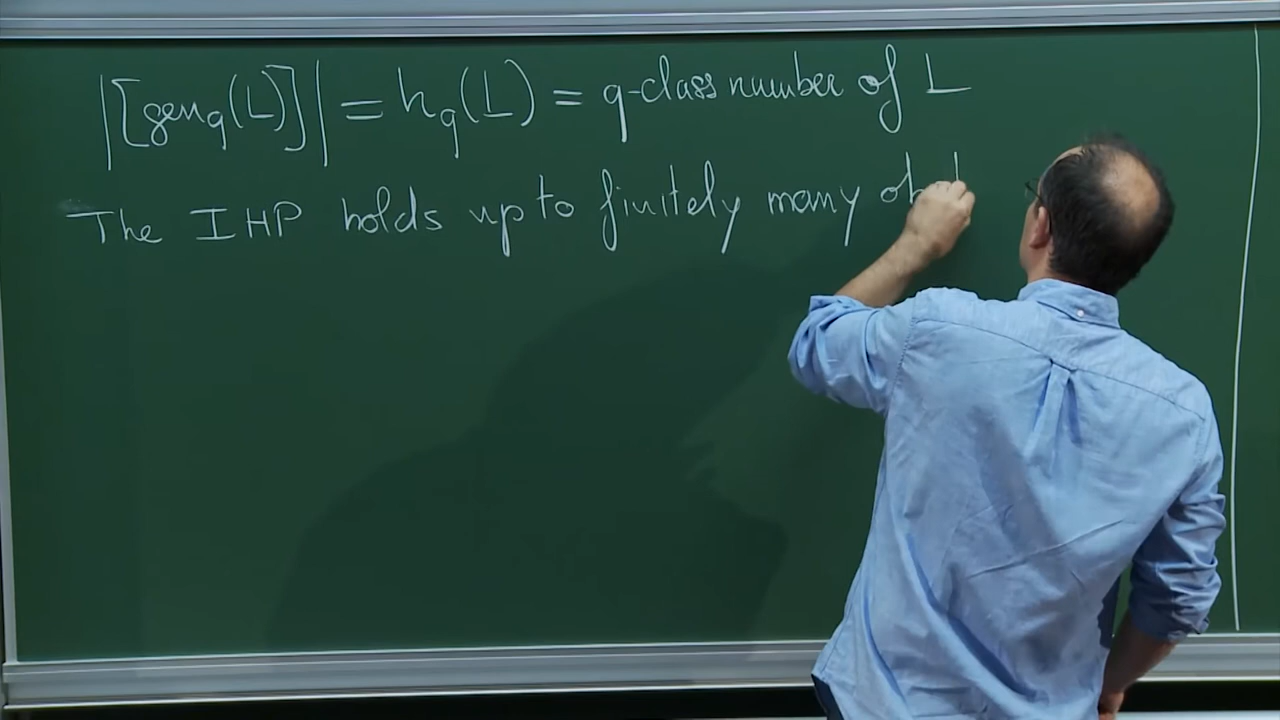 |[gen_q(L)]| = h_q(L) = q-class number of L
The IHP holds up to finitely many